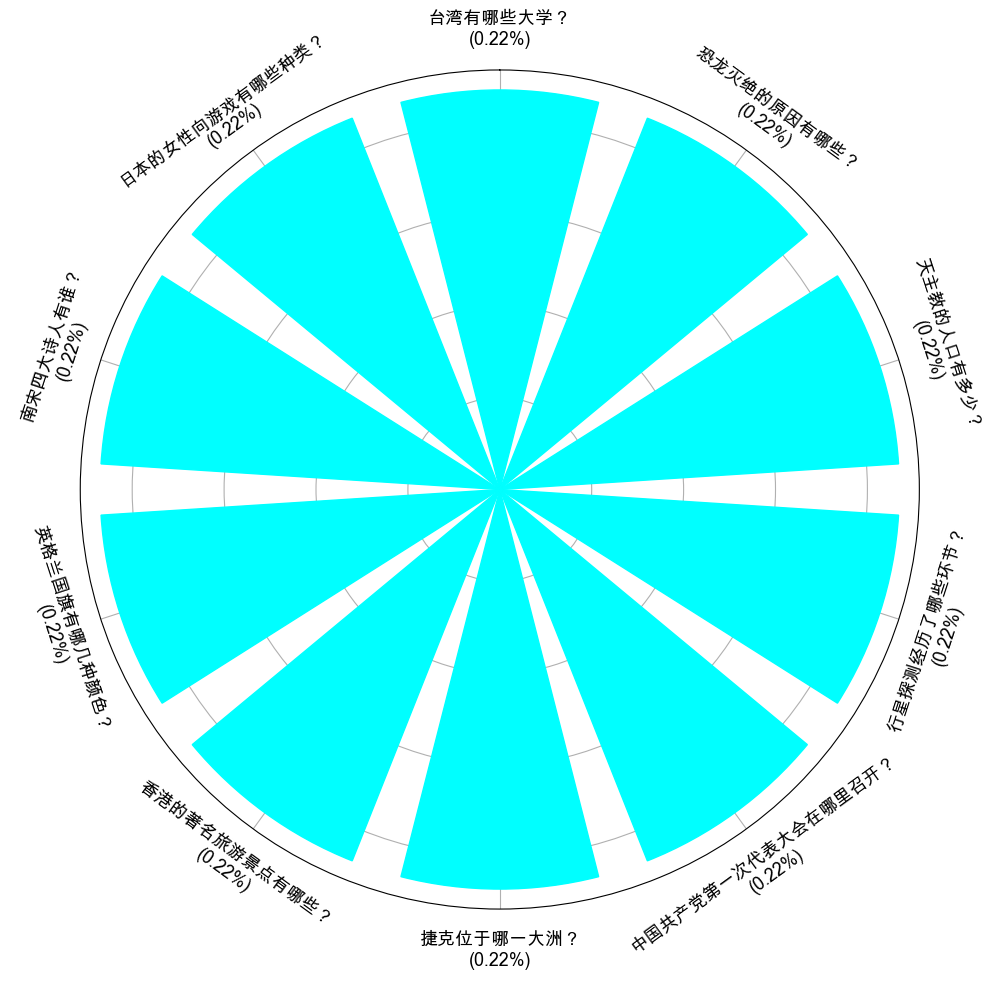 台湾有哪些大学？
(0.22%)
恐龙灭绝的原因有哪些？
(0.22%)
天主教的人口有多少？
(0.22%)
行星探测经历了哪些环节？
(0.22%)
中国共产党第一次代表大会在哪里召开？
(0.22%)
捷克位于哪一大洲？
(0.22%)
香港的著名旅游景点有哪些？
(0.22%)
英格兰国旗有哪几种颜色？
(0.22%)
南宋四大诗人有谁？
(0.22%)
日本的女性向游戏有哪些种类？
(0.22%)